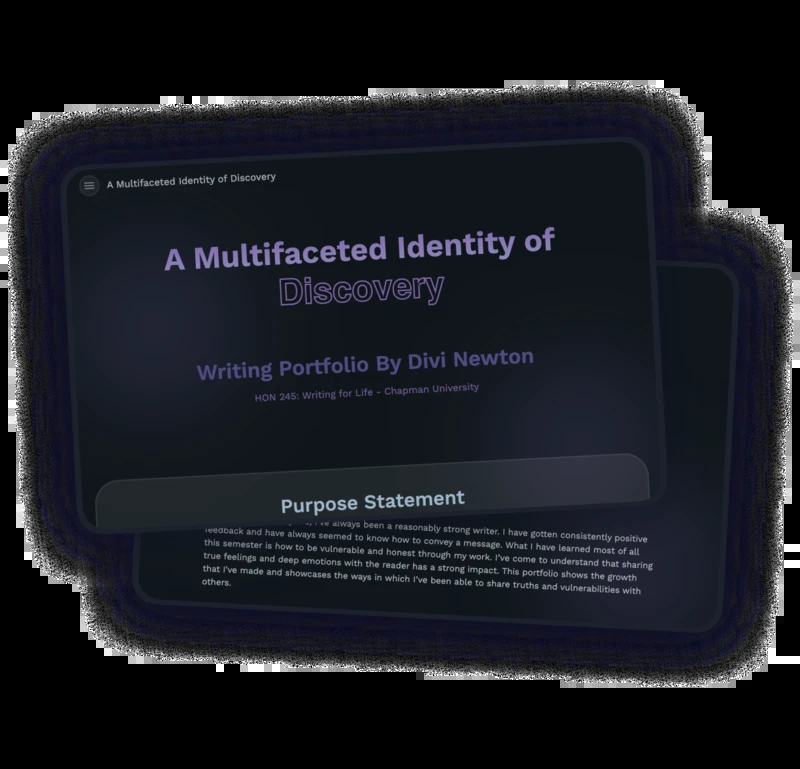 A Multifaceted Identity of Discovery
A Multifaceted Identity of
Discovery
Writing Portfolio By Divi Newton
HON 245: Writing for Life - Chapman University
Purpose Statement
I've always been a reasonably strong writer. I have gotten consistently positive
feedback and have always seemed to know how to convey a message. What I have learned most of all
this semester is how to be vulnerable and honest through my work. I've come to understand that sharing
true feelings and deep emotions with the reader has a strong impact. This portfolio shows the growth
that I've made and showcases the ways in which I've been able to share truths and vulnerabilities with
others.